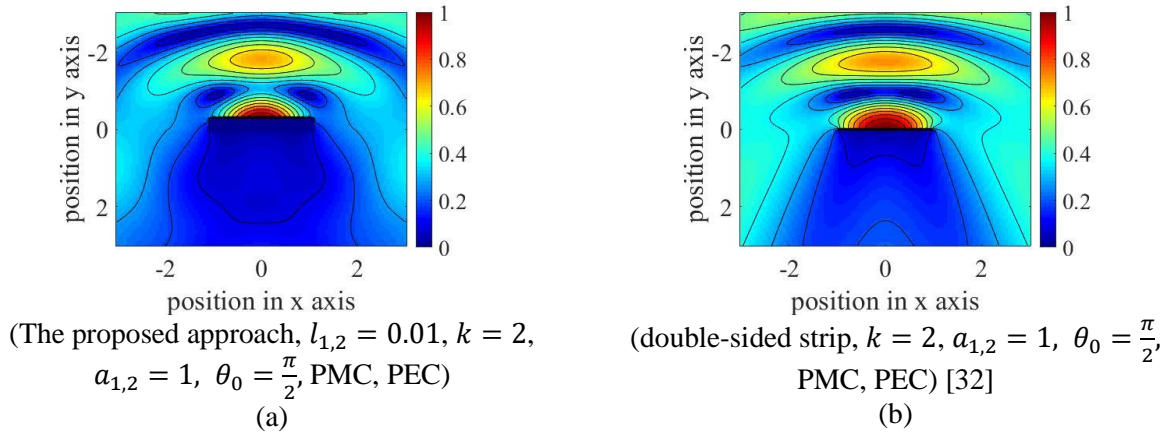 1
0.8
0.6
0.4
0.2
0
-2
0
2
-2 0 2
position in y axis
position in x axis
(The proposed approach, 𝑙₁,₂ = 0.01, 𝑘 = 2,
𝑎₁,₂ = 1, 𝜃₀ = 𝜋/2, PMC, PEC)
(a)
1
0.8
0.6
0.4
0.2
0
-2
0
2
-2 0 2
position in y axis
position in x axis
(double-sided strip, 𝑘 = 2, 𝑎₁,₂ = 1, 𝜃₀ = 𝜋/2,
PMC, PEC) [32]
(b)